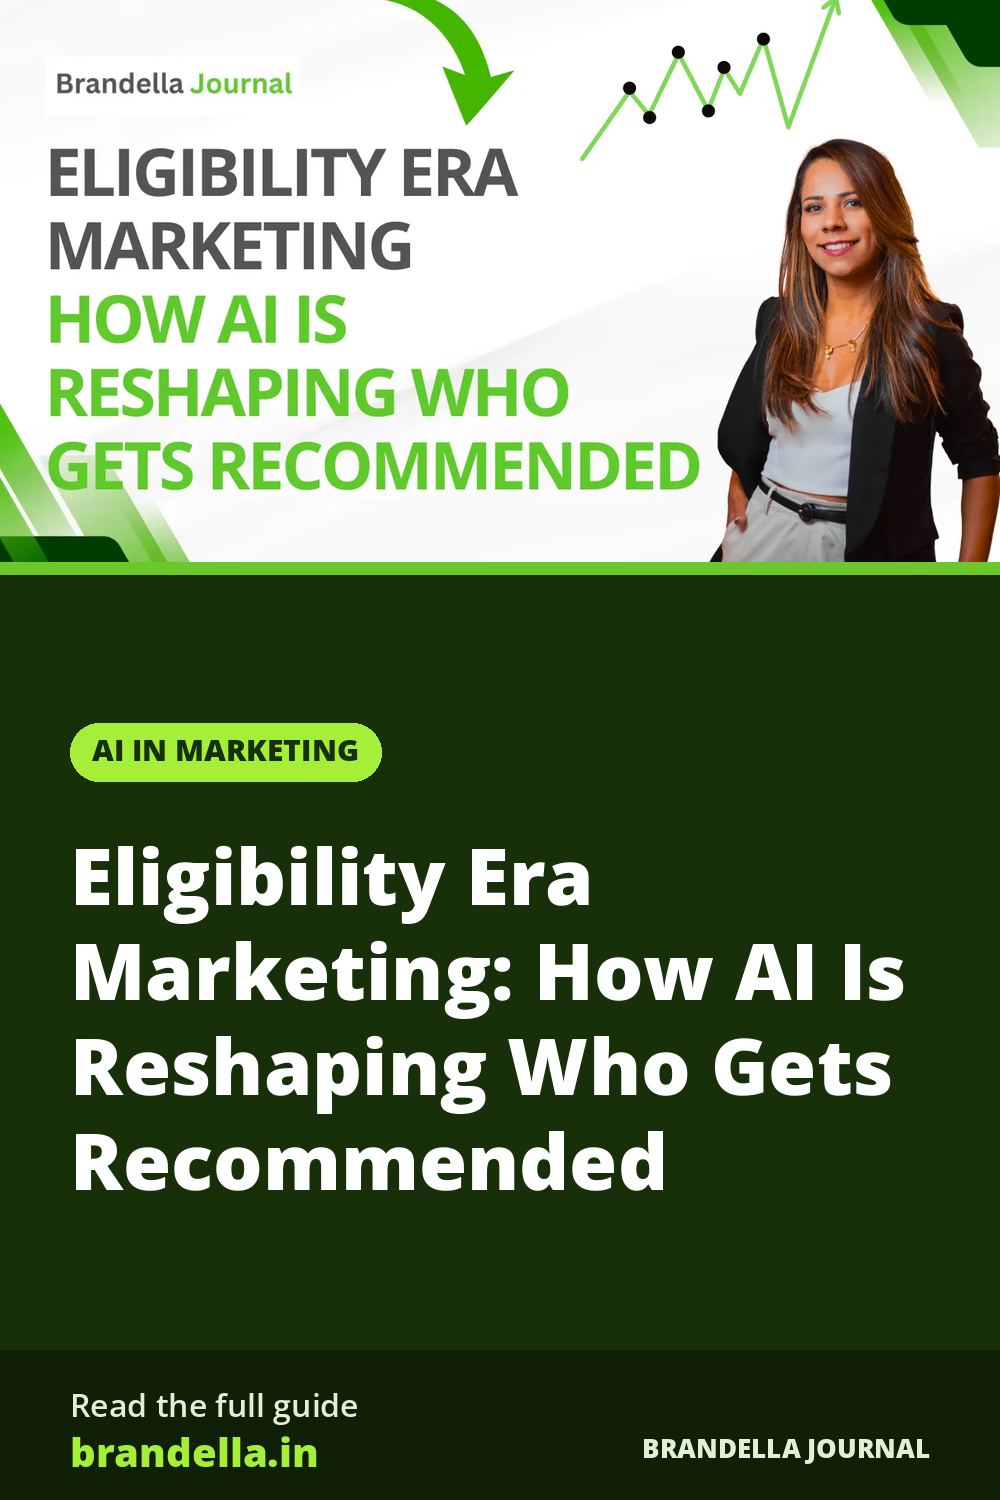 Brandella Journal
ELIGIBILITY ERA
MARKETING
HOW AI IS
RESHAPING WHO
GETS RECOMMENDED
AI IN MARKETING
Eligibility Era
Marketing: How AI Is
Reshaping Who Gets
Recommended
Read the full guide
brandella.in
BRANDELLA JOURNAL